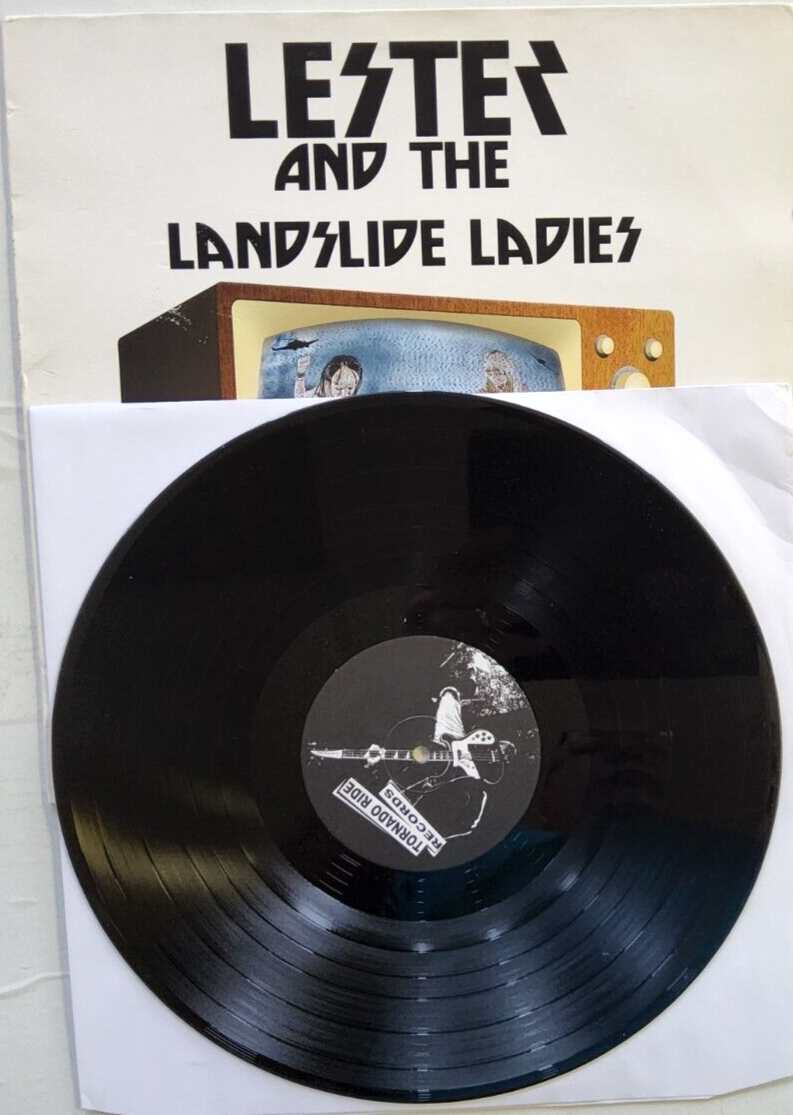 LESTER
AND THE
LANDSLIDE LADIES
TORNADO RIDE
RECORDS